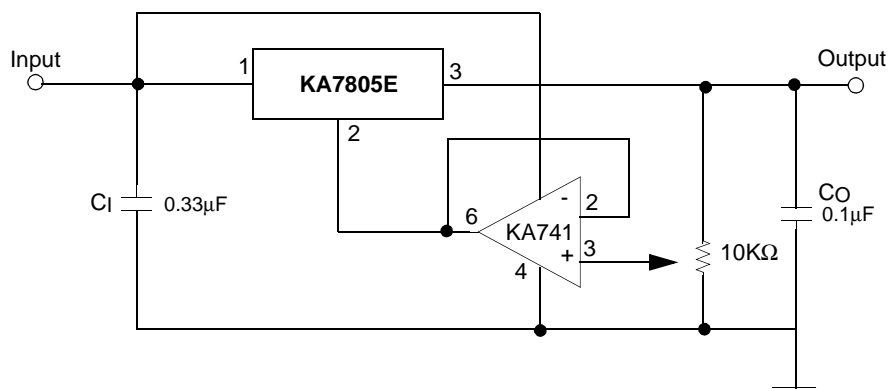 Input
Output
1
KA7805E
3
2
CI
0.33μF
6
KA741
-
2
+
3
4
10KΩ
CO
0.1μF